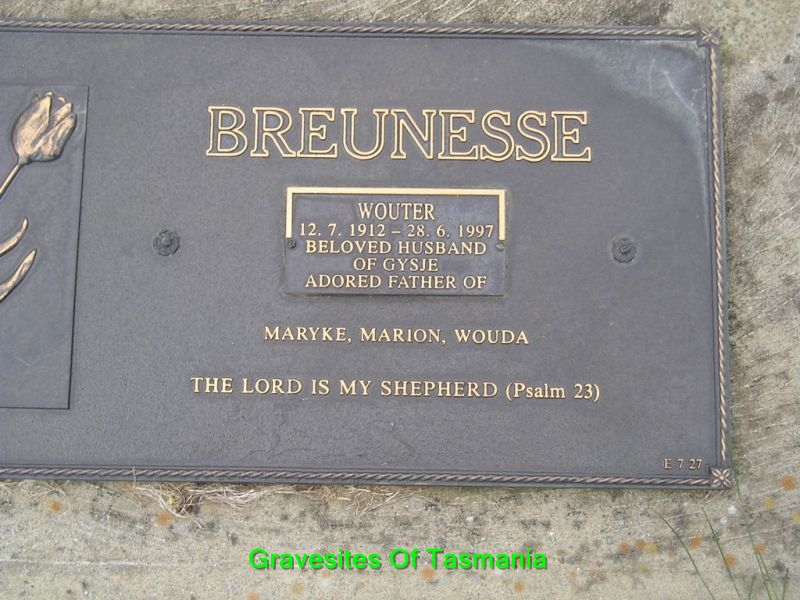 BREUNESSE
WOUTER
12. 7. 1912 – 28. 6. 1997
BELOVED HUSBAND
OF GYSJE
ADORED FATHER OF
MARYKE, MARION, WOUDA
THE LORD IS MY SHEPHERD (Psalm 23)
E 7 27
Gravesites Of Tasmania